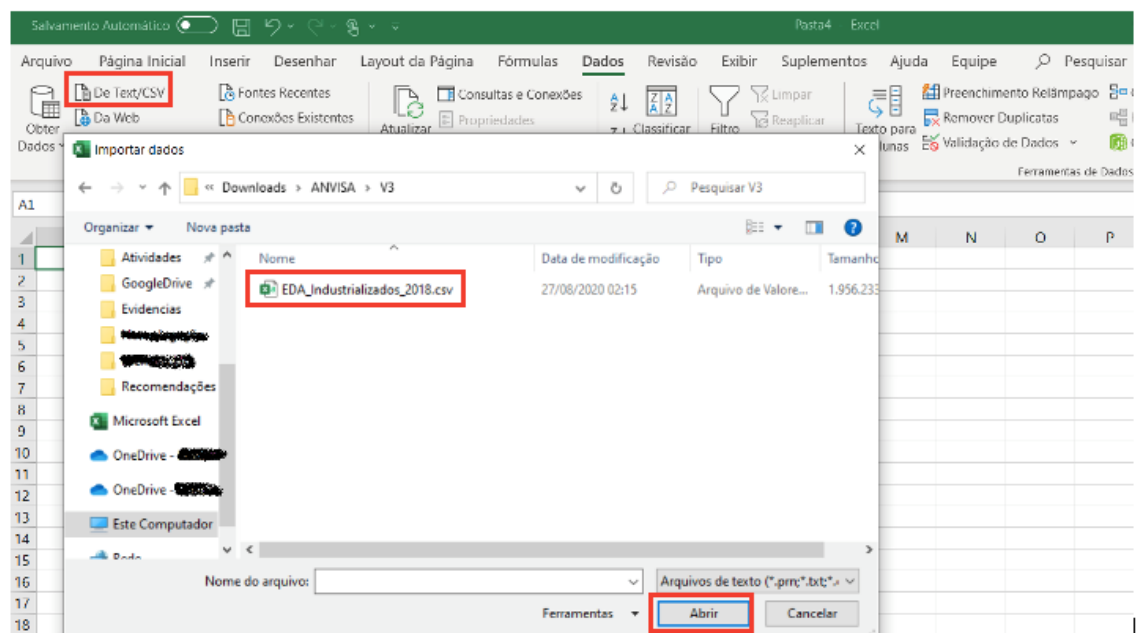 Salvamento Automático Pasta4 Excel
Arquivo Página Inicial Inserir Desenhar Layout da Página Fórmulas Dados Revisão Exibir Suplementos Ajuda Equipe Pesquisar
De Text/CSV Fontes Recentes Consultas e Conexões Limpar Preenchimento Relâmpago
Da Web Conexões Existentes Propriedades Reaplicar Remover Duplicatas
Obter Atualizar Classificar Filtro Texto para
Dados lunas Validação de Dados
Importar dados
Ferramentas de Dados
« Downloads > ANVISA > V3 Pesquisar V3
A1
Organizar Nova pasta
M N O P
Nome Data de modificação Tipo Tamanho
EDA_Industrializados_2018.csv 27/08/2020 02:15 Arquivo de Valore... 1.956.233
Atividades
GoogleDrive
Evidencias
Recomendações
Microsoft Excel
OneDrive -
OneDrive -
Este Computador
Rede
1
2
3
4
5
6
7
8
9
10
11
12
13
14
15
16
17
18
Nome do arquivo: Arquivos de texto (*.prn;*.txt;*.
Ferramentas Abrir Cancelar